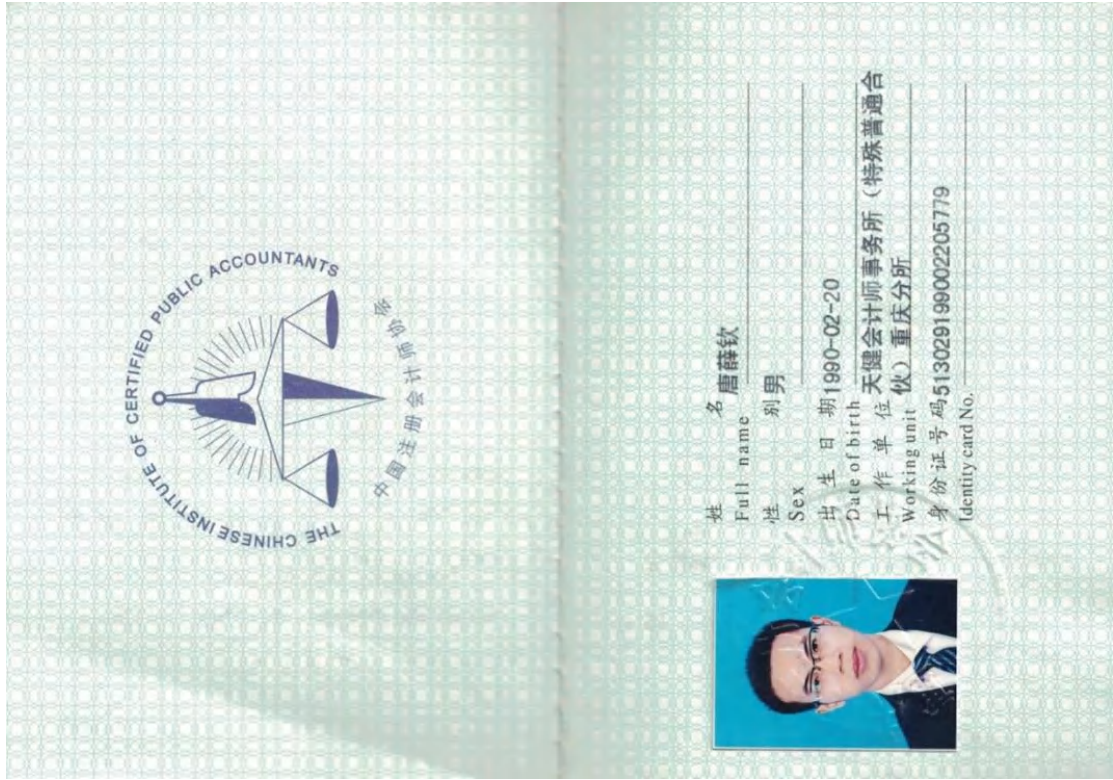 THE CHINESE INSTITUTE OF CERTIFIED PUBLIC ACCOUNTANTS
中国注册会计师协会
姓 名 唐薛钦
Full name
性 别 男
Sex
出 生 日 期 1990-02-20
Date of birth
工 作 单 位 天健会计师事务所（特殊普通合
Working unit 伙）重庆分所
身份证号码 513029199002205779
Identity card No.